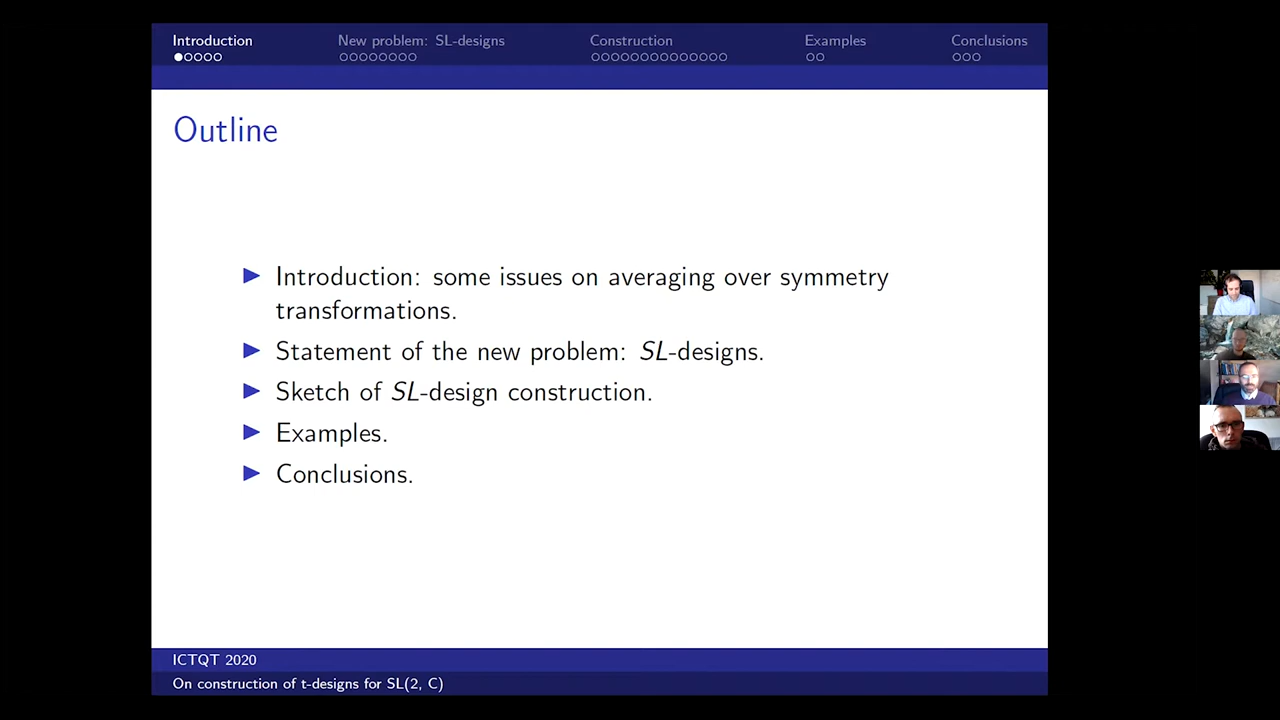 Introduction
New problem: SL-designs
Construction
Examples
Conclusions
Outline
Introduction: some issues on averaging over symmetry
transformations.
Statement of the new problem: SL-designs.
Sketch of SL-design construction.
Examples.
Conclusions.
ICTQT 2020
On construction of t-designs for SL(2, C)